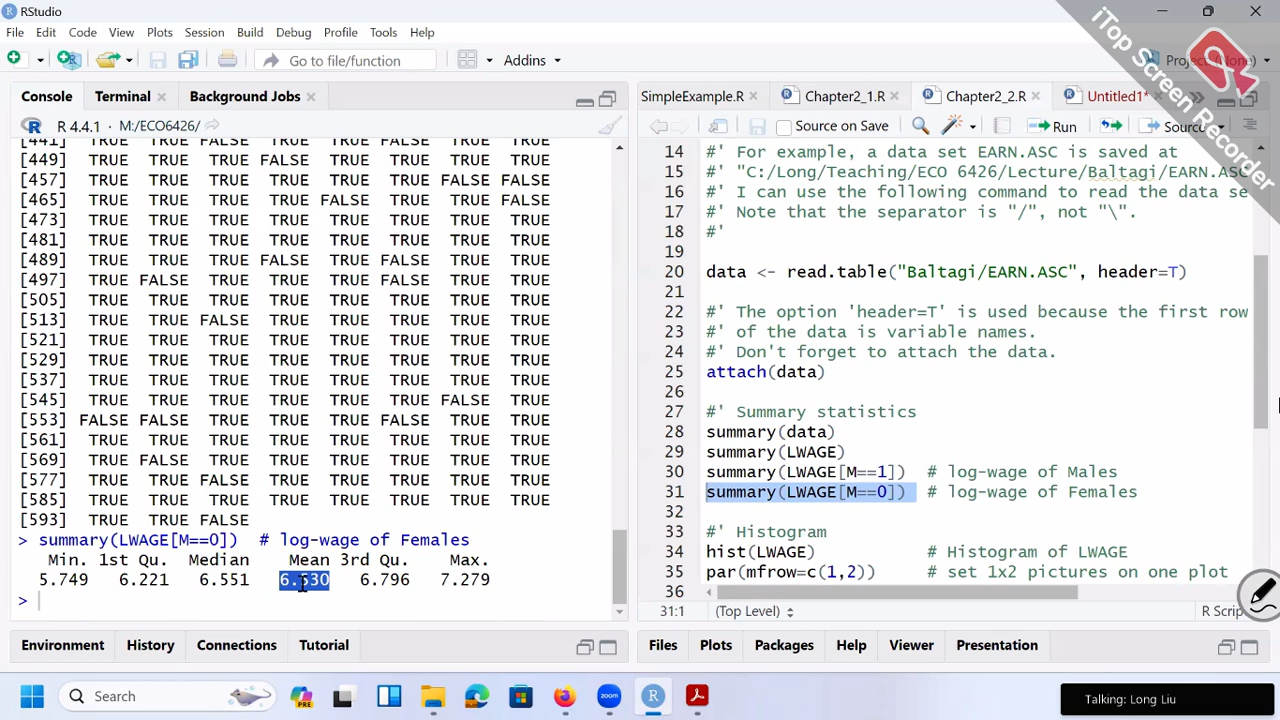 RStudio
File Edit Code View Plots Session Build Debug Profile Tools Help
Go to file/function Addins Project: (None)
iTop Screen Recorder
Console Terminal Background Jobs
R 4.4.1 · M:/ECO6426/
[441] TRUE TRUE FALSE TRUE TRUE FALSE TRUE TRUE
[449] TRUE TRUE TRUE FALSE TRUE TRUE TRUE TRUE
[457] TRUE TRUE TRUE TRUE TRUE TRUE FALSE FALSE
[465] TRUE TRUE TRUE TRUE FALSE TRUE TRUE FALSE
[473] TRUE TRUE TRUE TRUE TRUE TRUE TRUE TRUE
[481] TRUE TRUE TRUE TRUE TRUE TRUE TRUE TRUE
[489] TRUE TRUE TRUE FALSE TRUE FALSE TRUE TRUE
[497] TRUE FALSE TRUE TRUE TRUE FALSE TRUE TRUE
[505] TRUE TRUE TRUE TRUE TRUE TRUE TRUE TRUE
[513] TRUE TRUE FALSE TRUE TRUE TRUE TRUE TRUE
[521] TRUE TRUE TRUE TRUE TRUE TRUE TRUE TRUE
[529] TRUE TRUE TRUE TRUE TRUE TRUE TRUE TRUE
[537] TRUE TRUE TRUE TRUE TRUE TRUE TRUE TRUE
[545] TRUE TRUE TRUE TRUE TRUE TRUE FALSE TRUE
[553] FALSE FALSE TRUE TRUE TRUE FALSE TRUE TRUE
[561] TRUE TRUE TRUE TRUE TRUE TRUE TRUE TRUE
[569] TRUE FALSE TRUE TRUE TRUE TRUE TRUE TRUE
[577] TRUE TRUE FALSE TRUE TRUE TRUE TRUE TRUE
[585] TRUE TRUE TRUE TRUE TRUE TRUE TRUE TRUE
[593] TRUE TRUE FALSE
> summary(LWAGE[M==0]) # log-wage of Females
Min. 1st Qu. Median Mean 3rd Qu. Max.
5.749 6.221 6.551 6.530 6.796 7.279
>
Environment History Connections Tutorial
SimpleExample.R Chapter2_1.R Chapter2_2.R Untitled1*
Source on Save Run Source
14 #' For example, a data set EARN.ASC is saved at
15 #' "C:/Long/Teaching/ECO 6426/Lecture/Baltagi/EARN.ASC
16 #' I can use the following command to read the data se
17 #' Note that the separator is "/", not "\".
18 #'
19
20 data <- read.table("Baltagi/EARN.ASC", header=T)
21
22 #' The option 'header=T' is used because the first row
23 #' of the data is variable names.
24 #' Don't forget to attach the data.
25 attach(data)
26
27 #' Summary statistics
28 summary(data)
29 summary(LWAGE)
30 summary(LWAGE[M==1]) # log-wage of Males
31 summary(LWAGE[M==0]) # log-wage of Females
32
33 #' Histogram
34 hist(LWAGE) # Histogram of LWAGE
35 par(mfrow=c(1,2)) # set 1x2 pictures on one plot
36
31:1 (Top Level) R Scrip
Files Plots Packages Help Viewer Presentation
Search
PRE
Talking: Long Liu